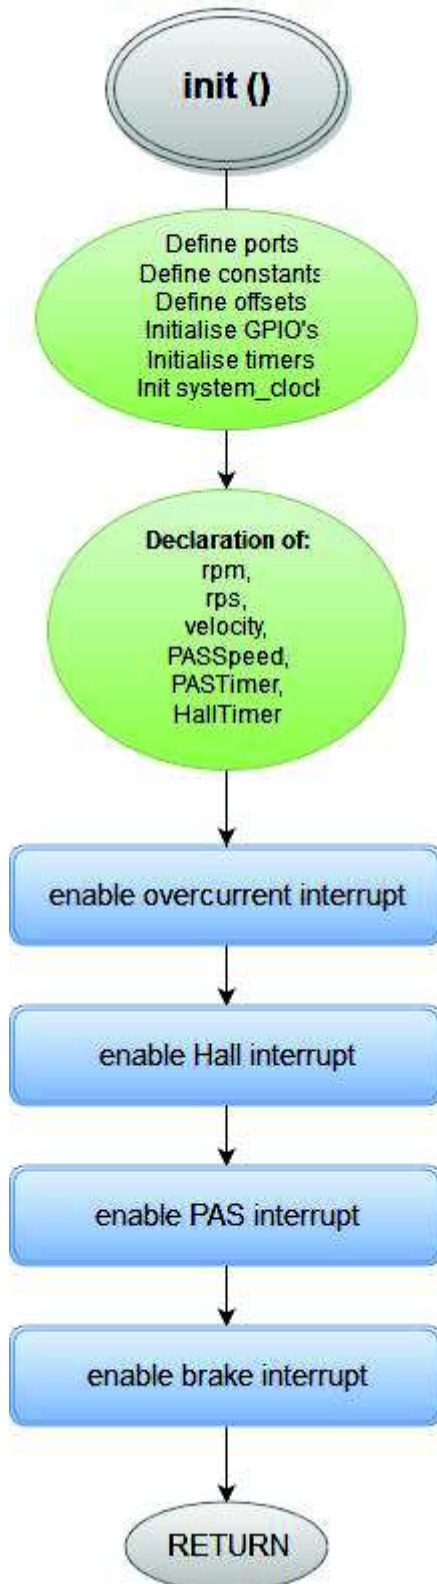 init ()
Define ports
Define constants
Define offsets
Initialise GPIO's
Initialise timers
Init system_clock
Declaration of:
rpm,
rps,
velocity,
PASSpeed,
PASTimer,
HallTimer
enable overcurrent interrupt
enable Hall interrupt
enable PAS interrupt
enable brake interrupt
RETURN